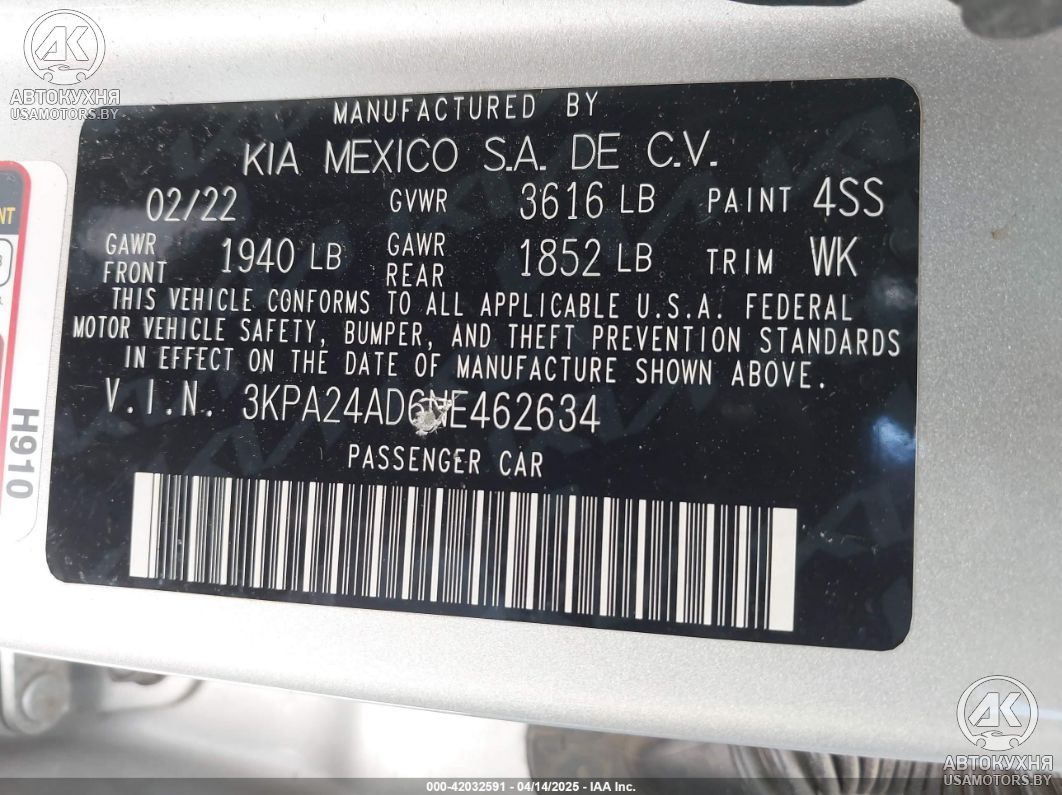 АВТОКУХНЯ
USAMOTORS.BY
MANUFACTURED BY
KIA MEXICO S.A. DE C.V.
02/22 GVWR 3616 LB PAINT 4SS
GAWR FRONT 1940 LB GAWR REAR 1852 LB TRIM WK
THIS VEHICLE CONFORMS TO ALL APPLICABLE U.S.A. FEDERAL
MOTOR VEHICLE SAFETY, BUMPER, AND THEFT PREVENTION STANDARDS
IN EFFECT ON THE DATE OF MANUFACTURE SHOWN ABOVE.
V.I.N. 3KPA24AD6NE462634
PASSENGER CAR
H910
АК
АВТОКУХНЯ
USAMOTORS.BY
000-42032591 - 04/14/2025 - IAA Inc.